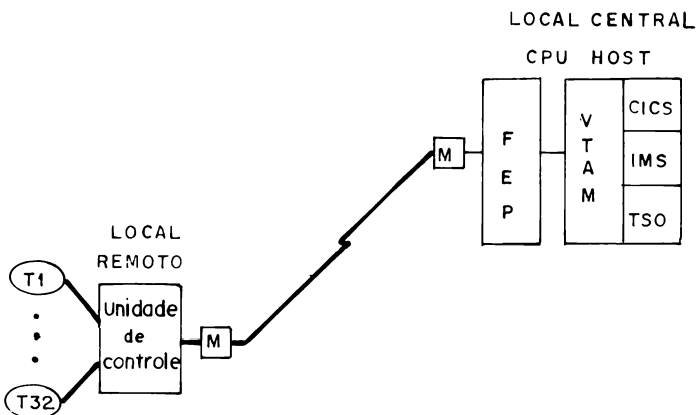 LOCAL CENTRAL
CPU HOST
F
E
P
V
T
A
M
CICS
IMS
TSO
M
LOCAL
REMOTO
T1
T32
Unidade
de
controle
M